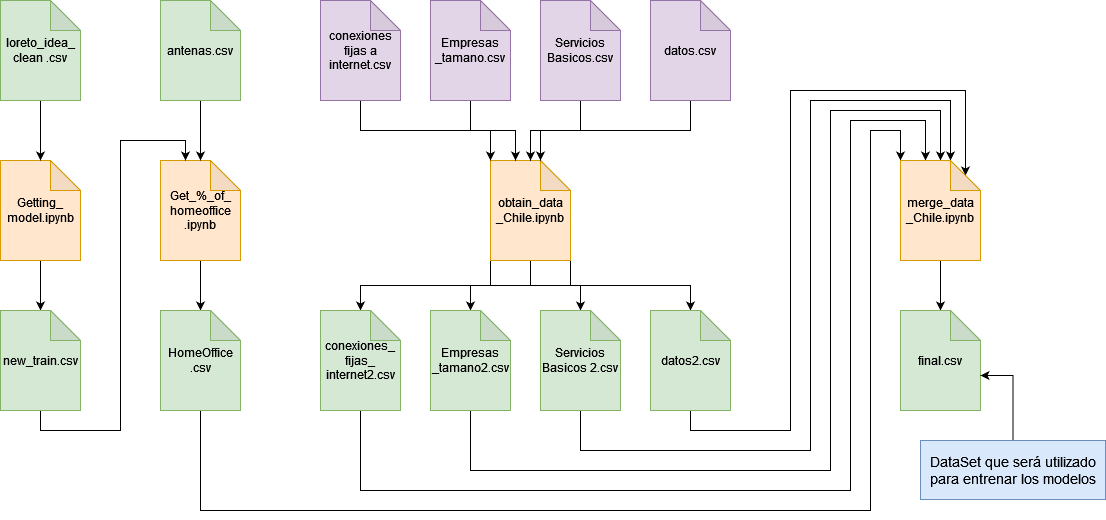 loreto_idea_
clean .csv
antenas.csv
conexiones
fijas a
internet.csv
Empresas
_tamano.csv
Servicios
Basicos.csv
datos.csv
Getting_
model.ipynb
Get_%_of_
homeoffice
.ipynb
obtain_data
_Chile.ipynb
merge_data
_Chile.ipynb
new_train.csv
HomeOffice
.csv
conexiones_
fijas_
internet2.csv
Empresas
_tamano2.csv
Servicios
Basicos 2.csv
datos2.csv
final.csv
DataSet que será utilizado
para entrenar los modelos